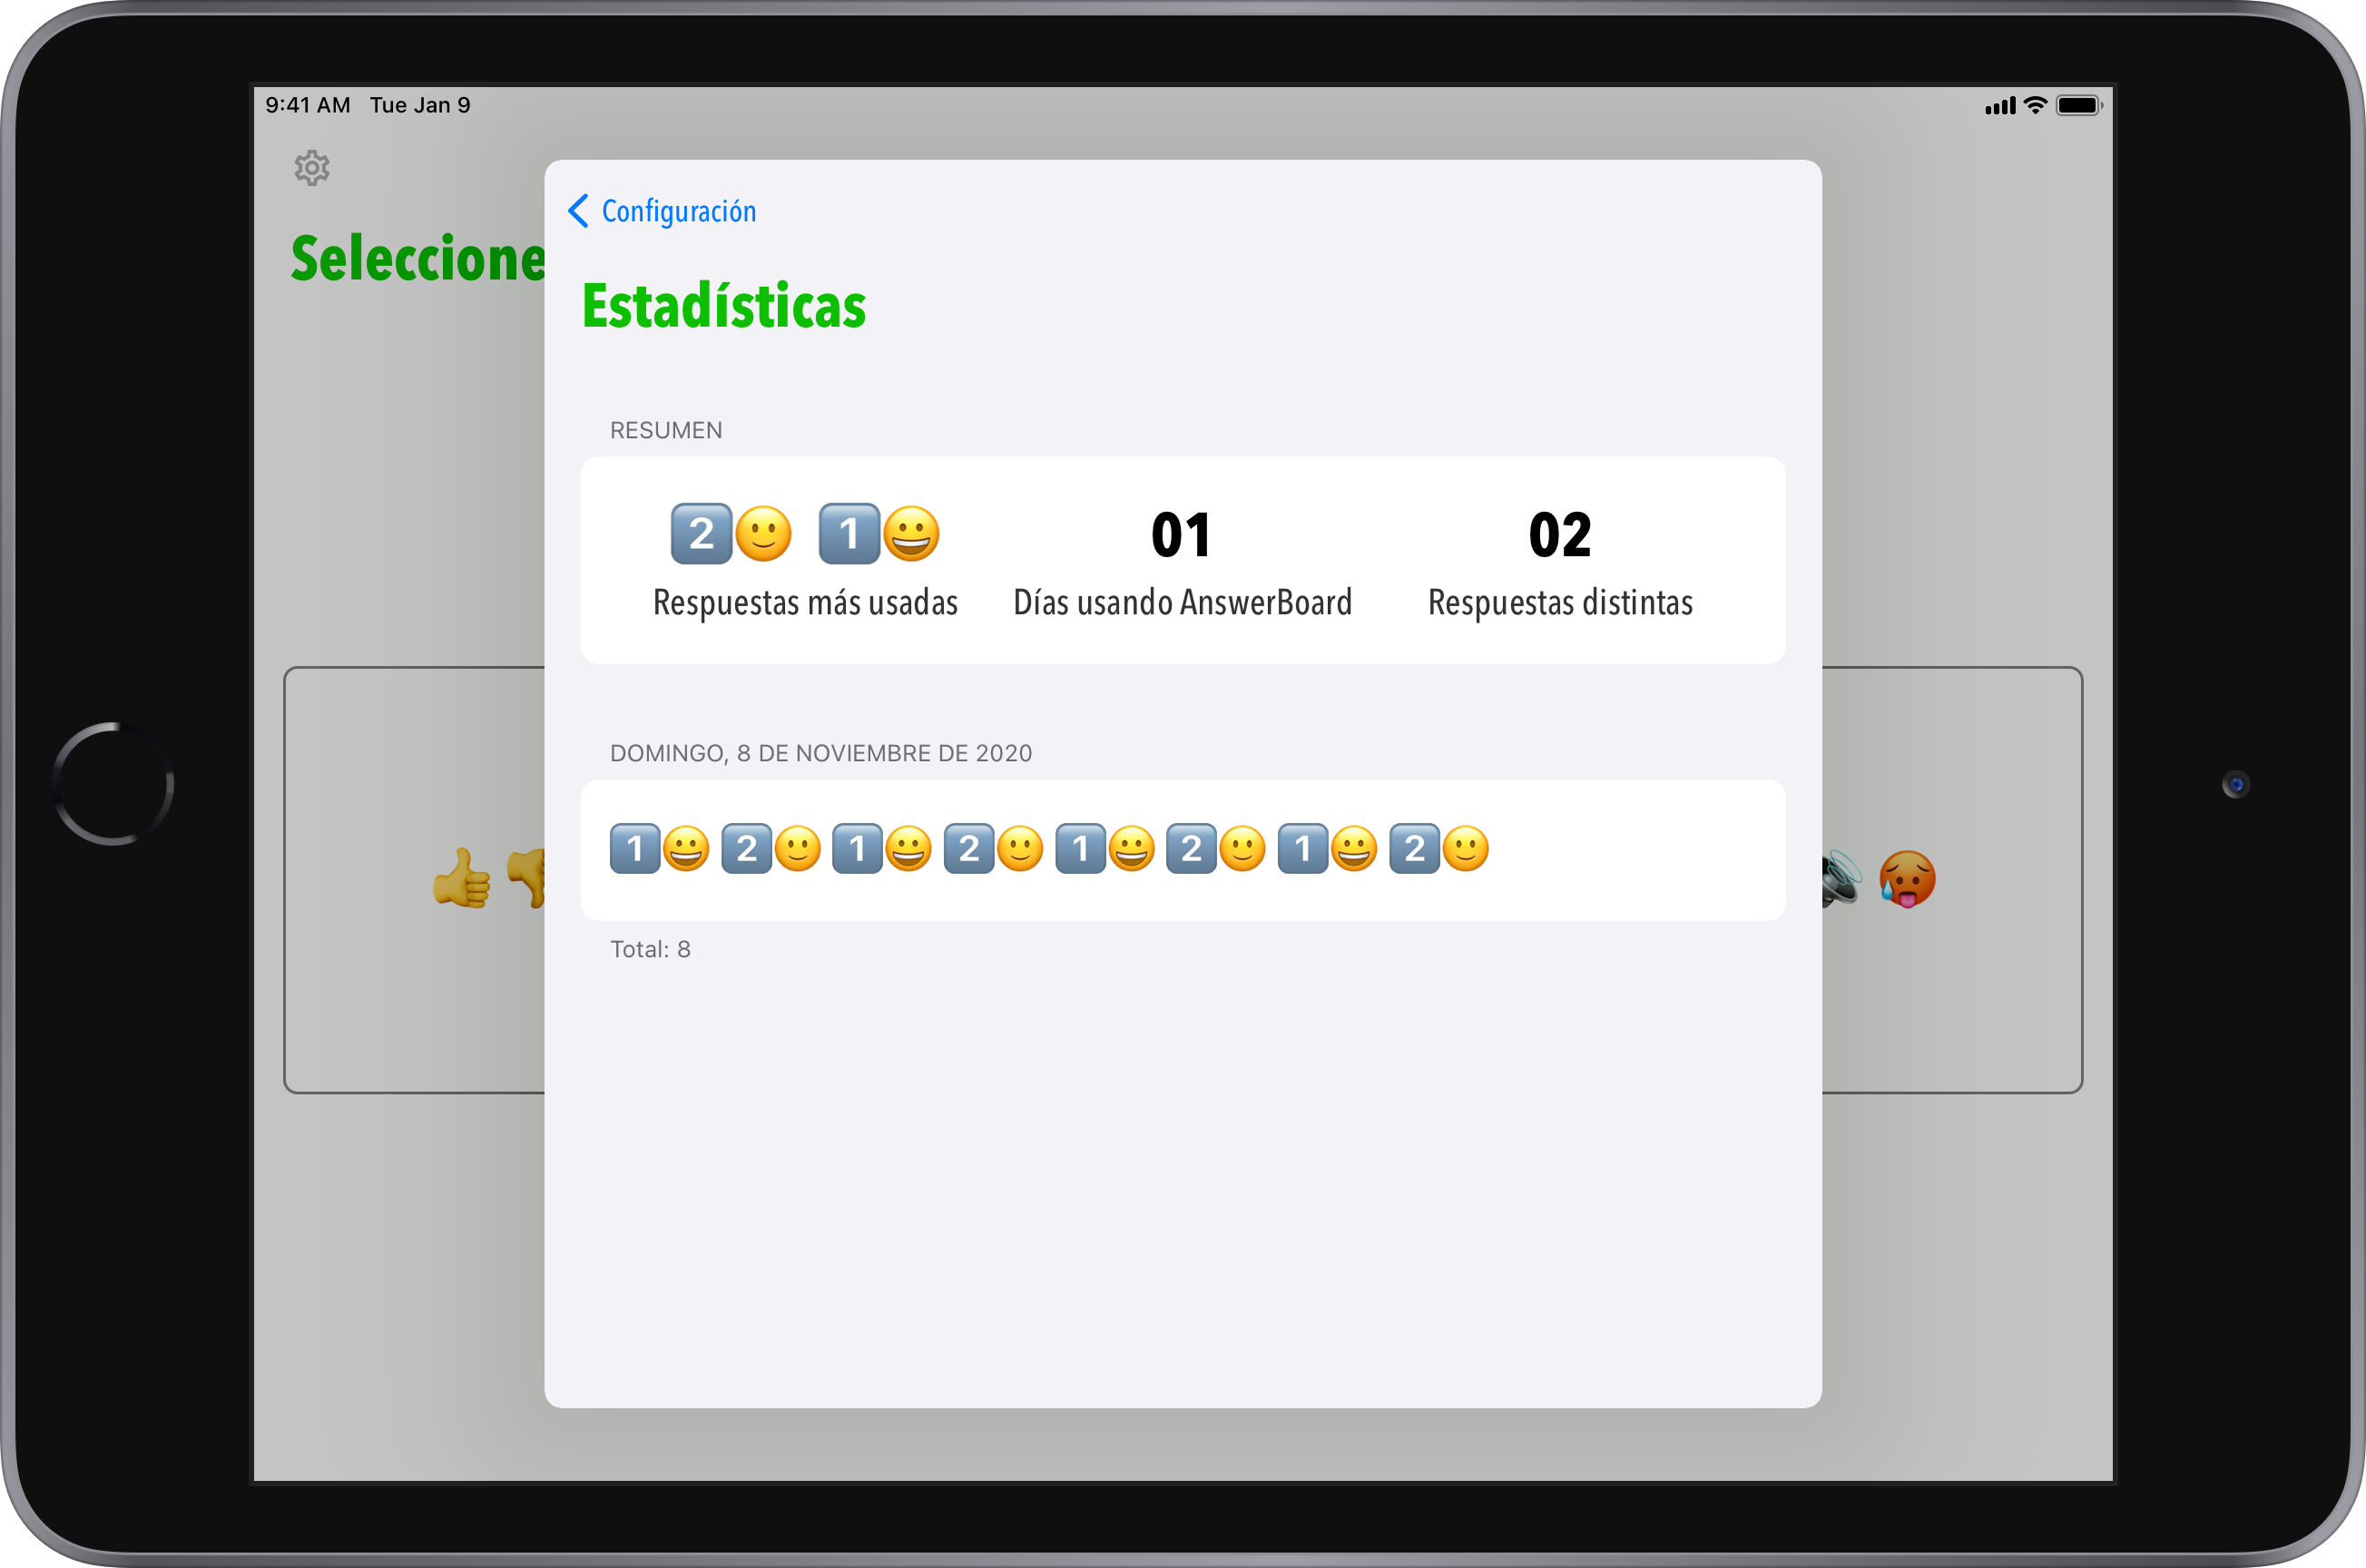 9:41 AM Tue Jan 9
Configuración
Seleccione
Estadísticas
RESUMEN
2️⃣🙂 1️⃣😀
01
02
Respuestas más usadas
Días usando AnswerBoard
Respuestas distintas
DOMINGO, 8 DE NOVIEMBRE DE 2020
1️⃣😀 2️⃣🙂 1️⃣😀 2️⃣🙂 1️⃣😀 2️⃣🙂 1️⃣😀 2️⃣🙂
Total: 8